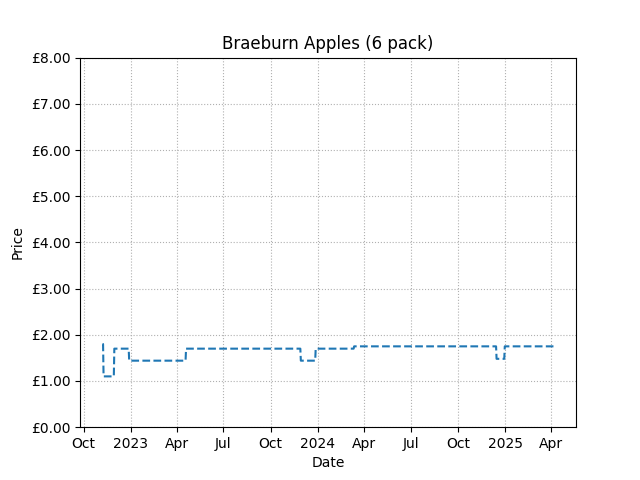 Braeburn Apples (6 pack)
£8.00
£7.00
£6.00
£5.00
£4.00
£3.00
£2.00
£1.00
£0.00
Price
Oct 2023 Apr Jul Oct 2024 Apr Jul Oct 2025 Apr
Date